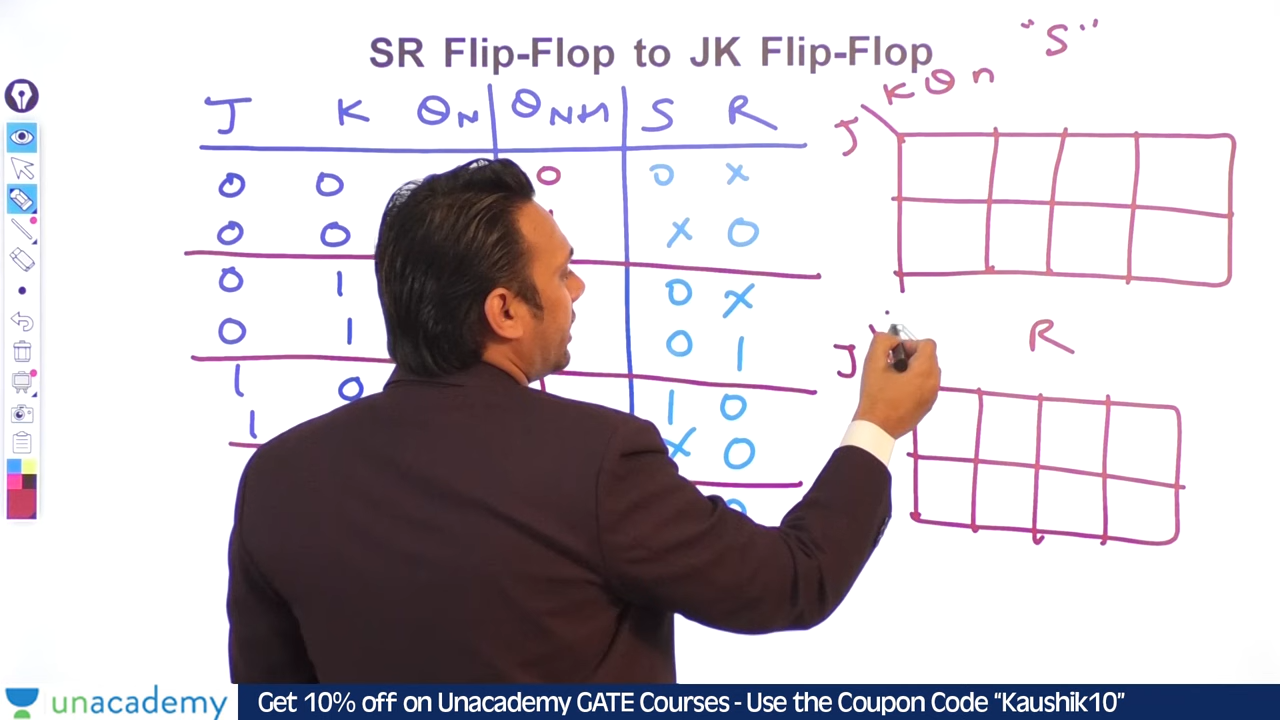 "S"
SR Flip-Flop to JK Flip-Flop
J K QN QN+1 S R
J KQn
0 0 0 0 x
0 0 x 0
0 1 0 x
0 1 0 1
R
J
1 0 1 0
1 x 0
0
unacademy
Get 10% off on Unacademy GATE Courses - Use the Coupon Code "Kaushik10"